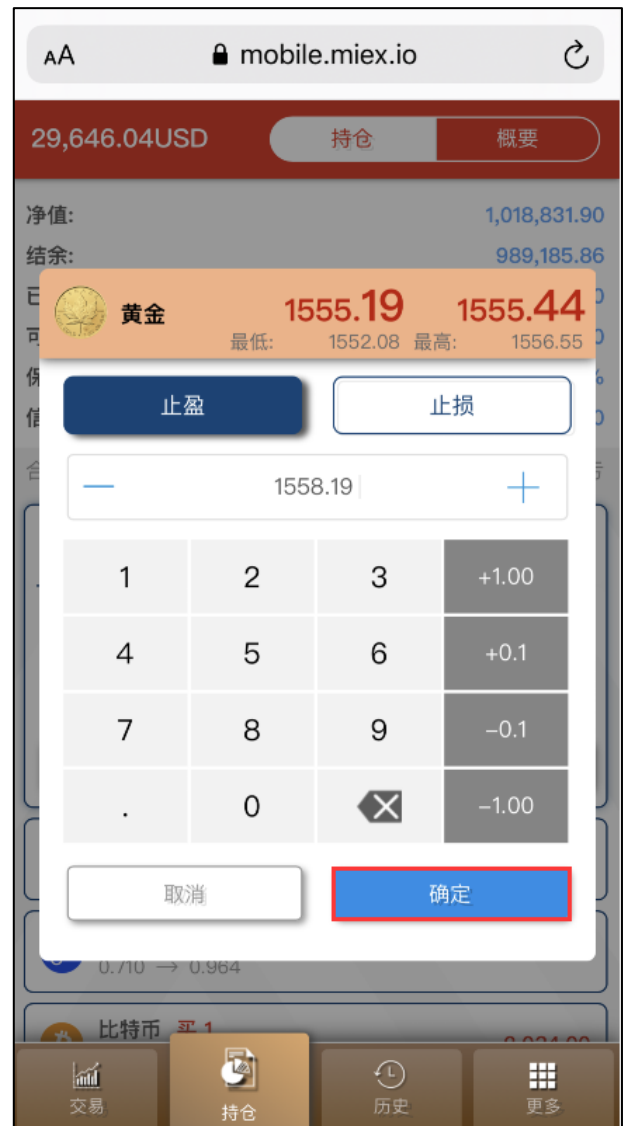 AA mobile.miex.io
29,646.04USD 持仓 概要
净值: 1,018,831.90
结余: 989,185.86
黄金 1555.19 1555.44
最低: 1552.08 最高: 1556.55
止盈 止损
— 1558.19 +
1 2 3 +1.00
4 5 6 +0.1
7 8 9 −0.1
. 0 −1.00
取消 确定
0.710 → 0.964
比特币 买 1
交易 持仓 历史 更多